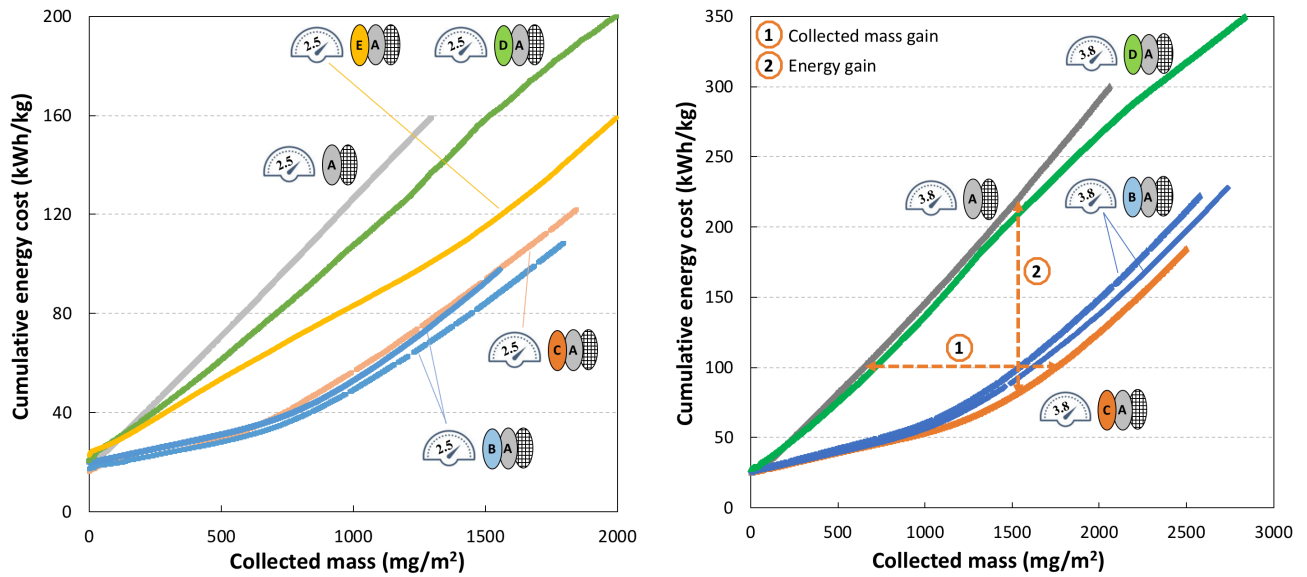 200
160
120
80
40
0
0
500
1000
1500
2000
Cumulative energy cost (kWh/kg)
Collected mass (mg/m²)
2.5 E A
2.5 D A
2.5 A
2.5 C A
2.5 B A
350
300
250
200
150
100
50
0
0
500
1000
1500
2000
2500
3000
Cumulative energy cost (kWh/kg)
Collected mass (mg/m²)
1 Collected mass gain
2 Energy gain
3.8 D A
3.8 A
3.8 B A
2
1
3.8 C A